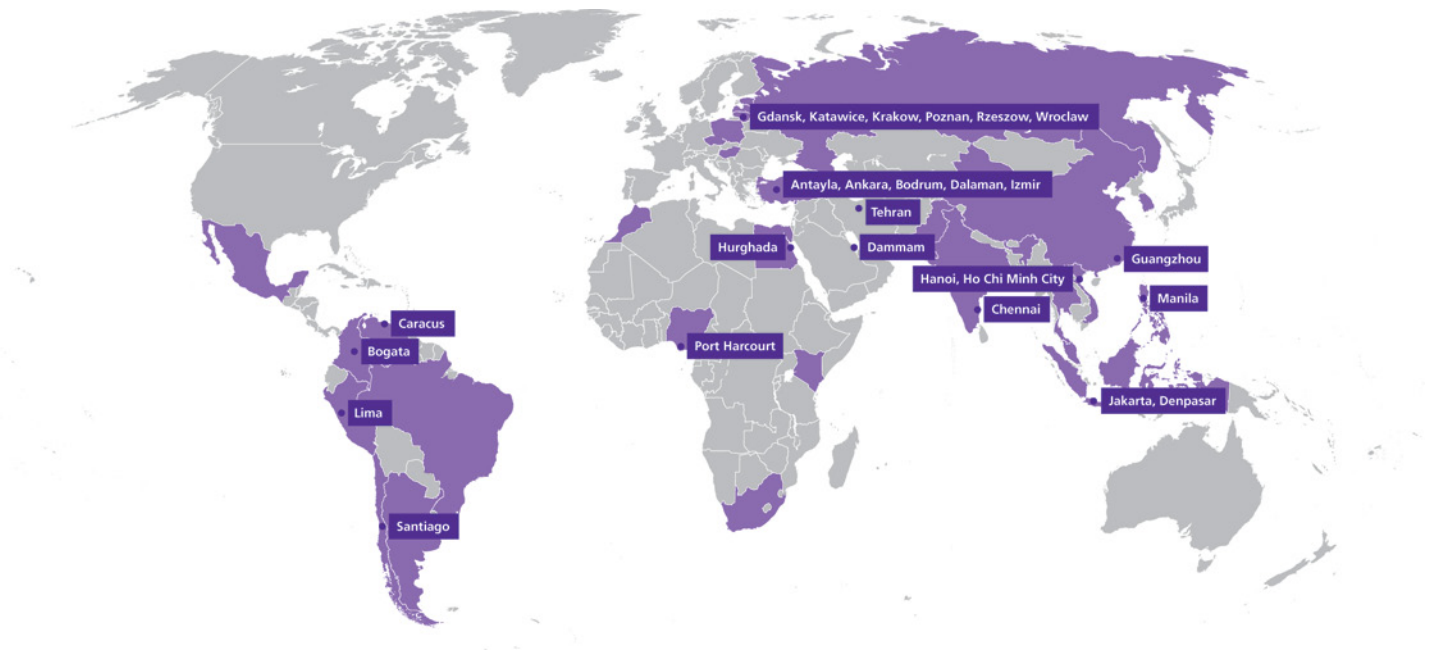 Gdansk, Katawice, Krakow, Poznan, Rzeszow, Wroclaw
Antayla, Ankara, Bodrum, Dalaman, Izmir
Tehran
Hurghada
Dammam
Guangzhou
Hanoi, Ho Chi Minh City
Manila
Chennai
Caracus
Port Harcourt
Bogata
Jakarta, Denpasar
Lima
Santiago